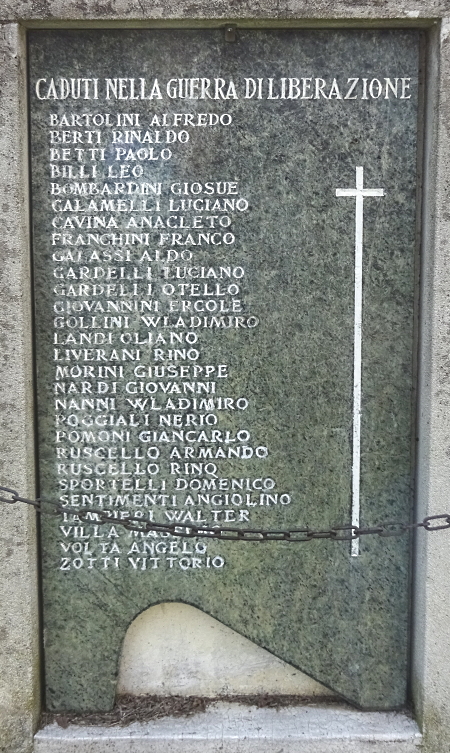 CADUTI NELLA GUERRA DI LIBERAZIONE
BARTOLINI ALFREDO
BERTI RINALDO
BETTI PAOLO
BILLI LEO
BOMBARDINI GIOSUÈ
CALAMELLI LUCIANO
CAVINA ANACLETO
FRANCHINI FRANCO
GALASSI ALDO
GARDELLI LUCIANO
GARDELLI OTELLO
GIOVANNINI ERCOLE
GOLLINI WLADIMIRO
LANDI OLIANO
LIVERANI RINO
MORINI GIUSEPPE
NARDI GIOVANNI
NANNI WLADIMIRO
POGGIALI NERIO
POMONI GIANCARLO
RUSCELLO ARMANDO
RUSCELLO RINO
SPORTELLI DOMENICO
SENTIMENTI ANGIOLINO
TAMPIERI WALTER
VILLA
VOLTA ANGELO
ZOTTI VITTORIO